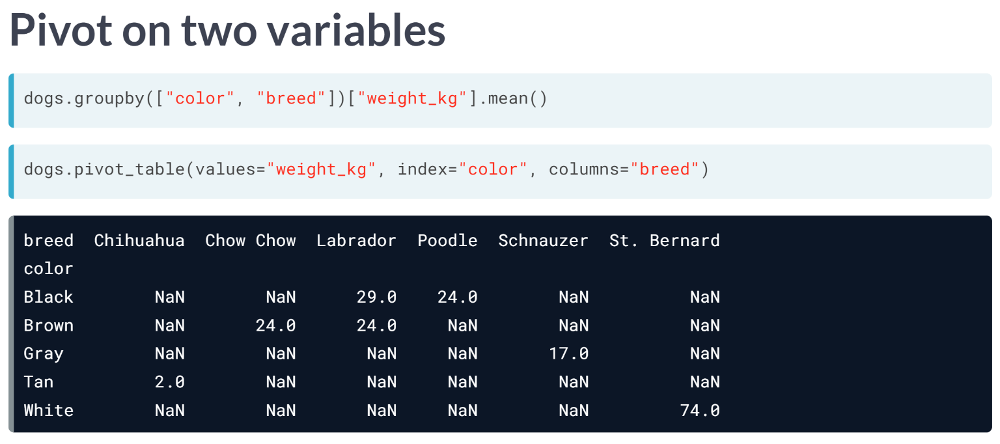 Pivot on two variables
dogs.groupby(["color", "breed"])["weight_kg"].mean()
dogs.pivot_table(values="weight_kg", index="color", columns="breed")
breed  Chihuahua  Chow Chow  Labrador  Poodle  Schnauzer  St. Bernard
color
Black        NaN        NaN      29.0    24.0        NaN          NaN
Brown        NaN       24.0      24.0     NaN        NaN          NaN
Gray         NaN        NaN       NaN     NaN       17.0          NaN
Tan          2.0        NaN       NaN     NaN        NaN          NaN
White        NaN        NaN       NaN     NaN        NaN         74.0